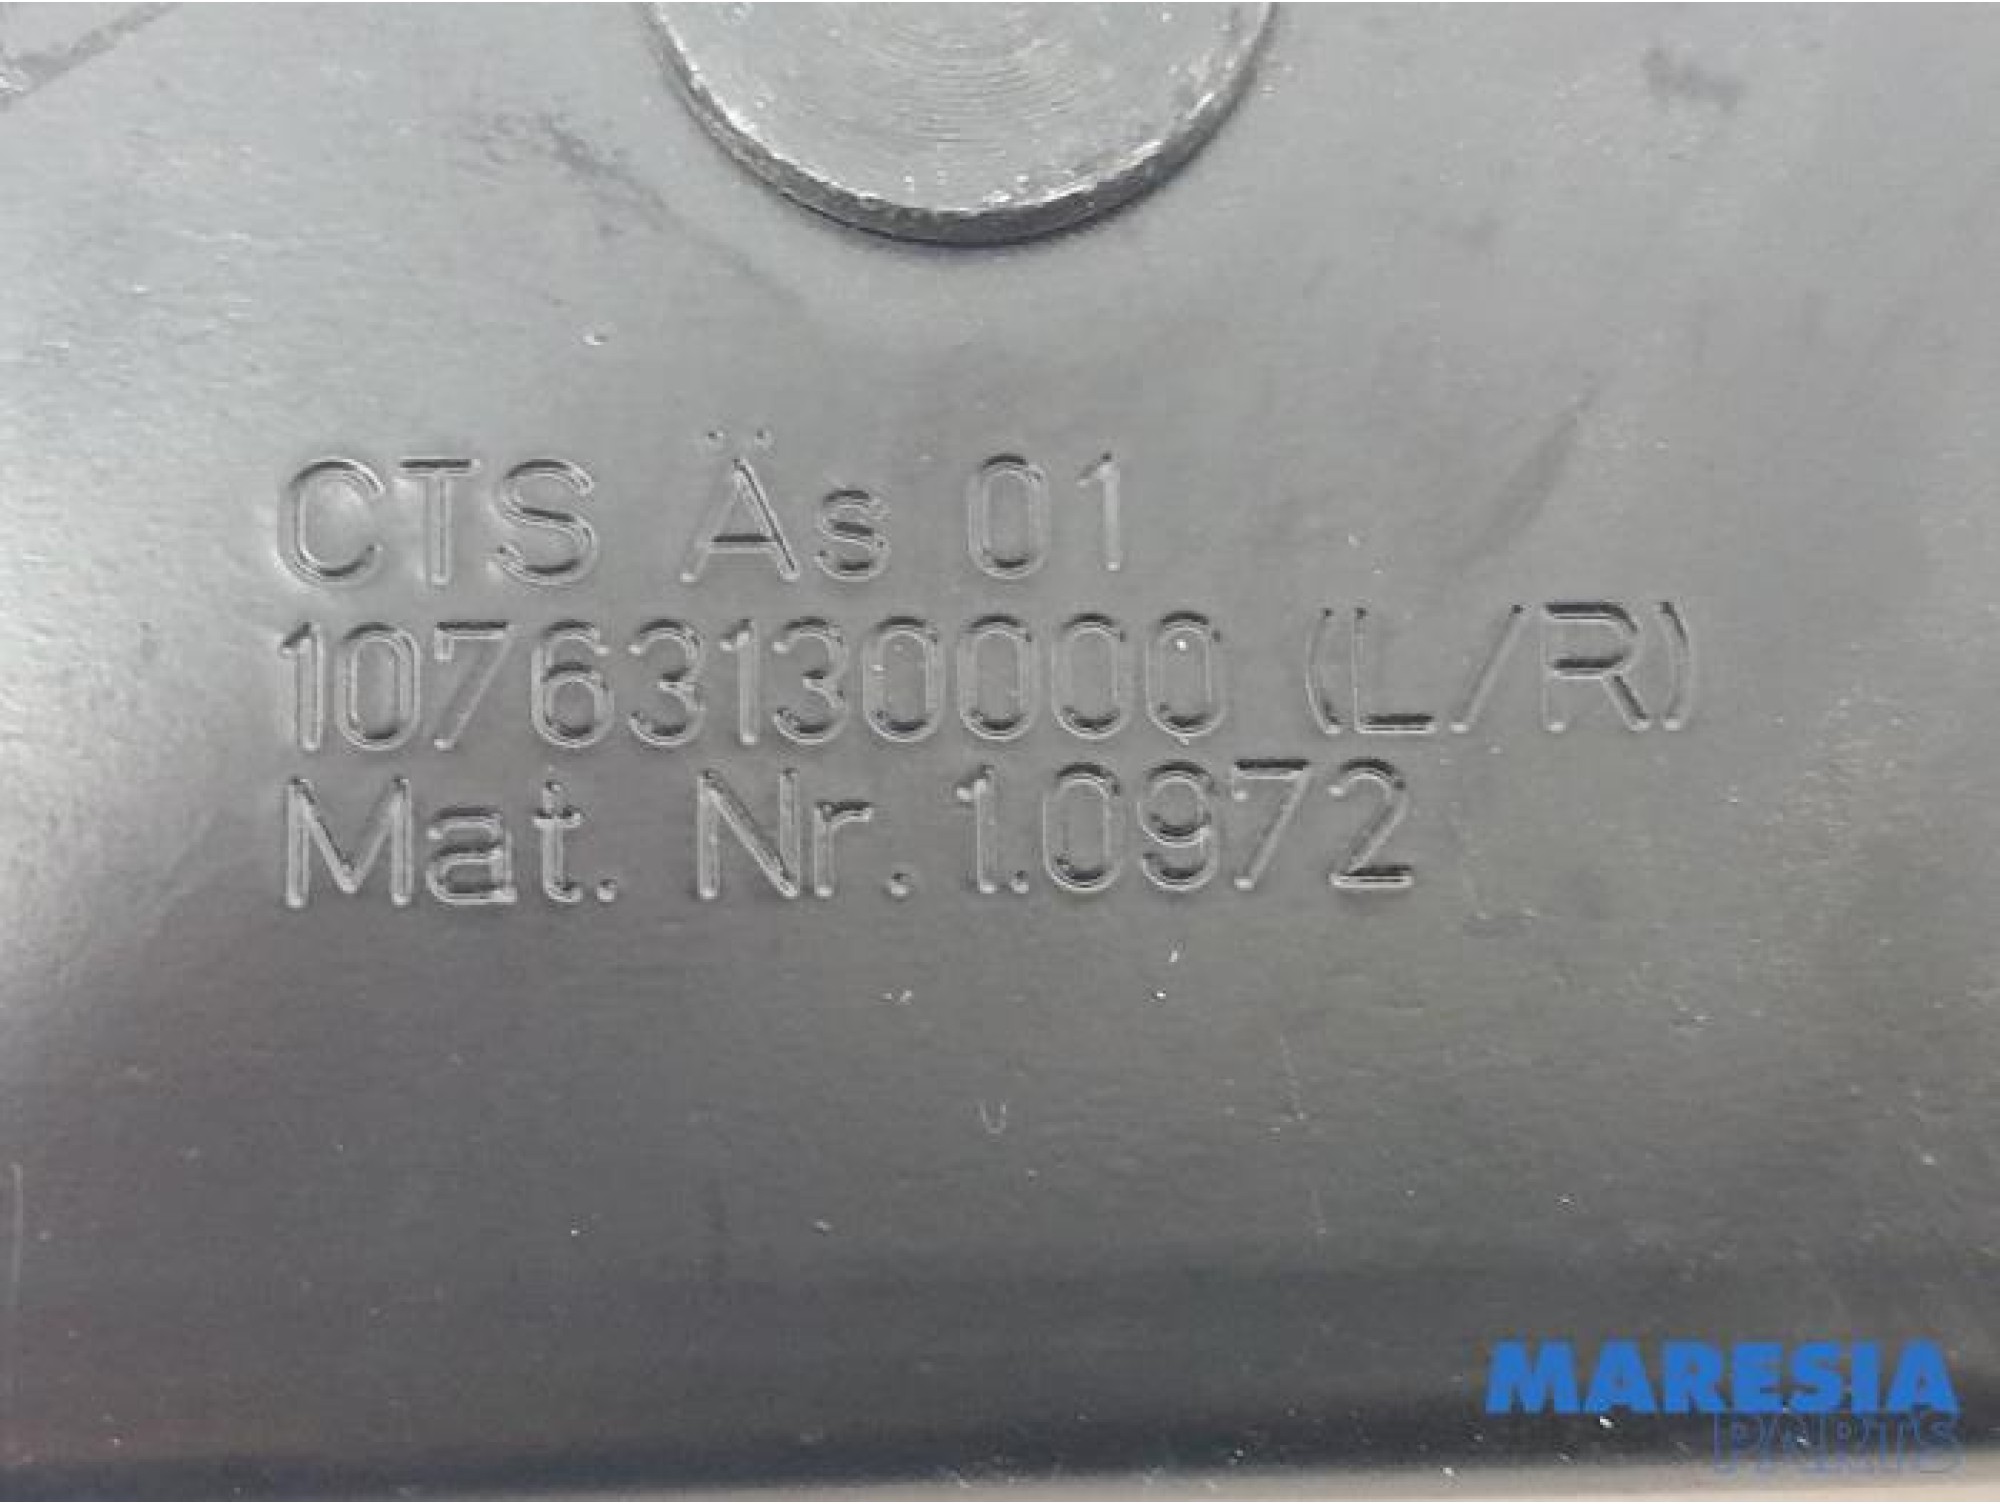 CTS Äs 01
10763130000 (L/R)
Mat. Nr. 1.0972
MARESIA
PARTS